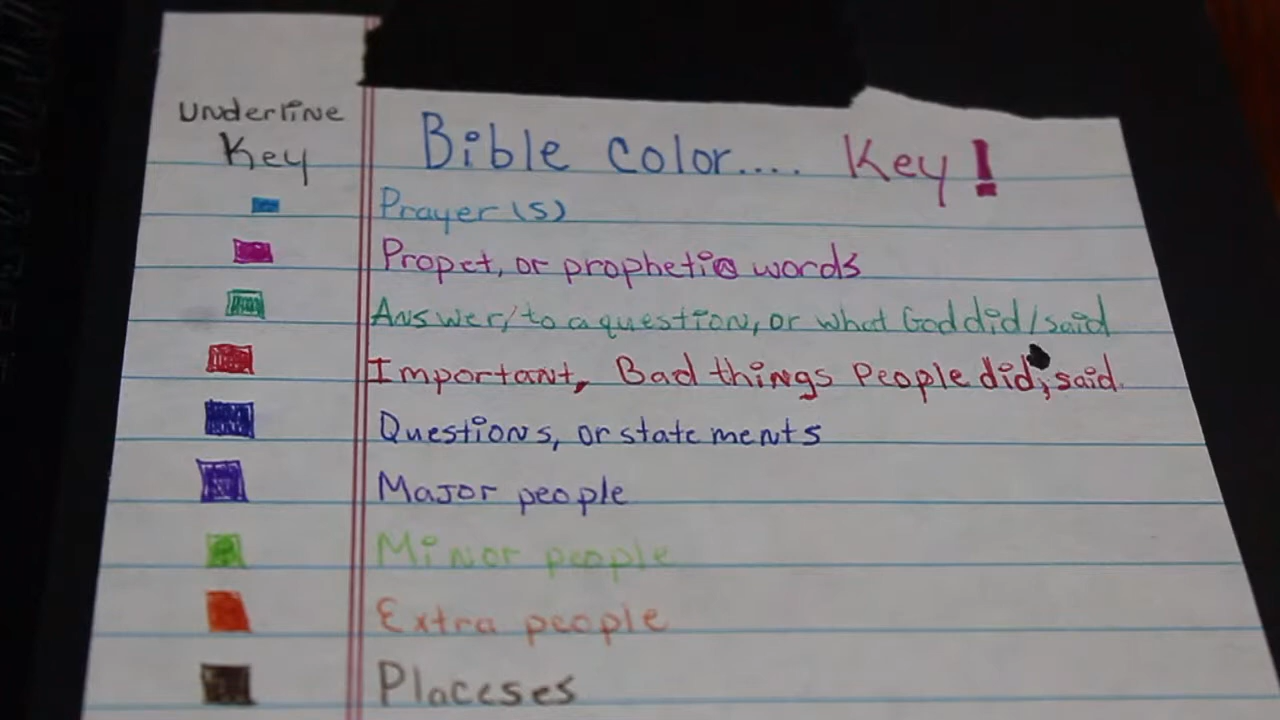 Underline
Key
Bible color.... Key!
Prayer(s)
Propet, or prophetic words
Answer/to a question, or what God did/said
Important, Bad things People did, said.
Questions, or statements
Major people
Minor people
Extra people
Placeses